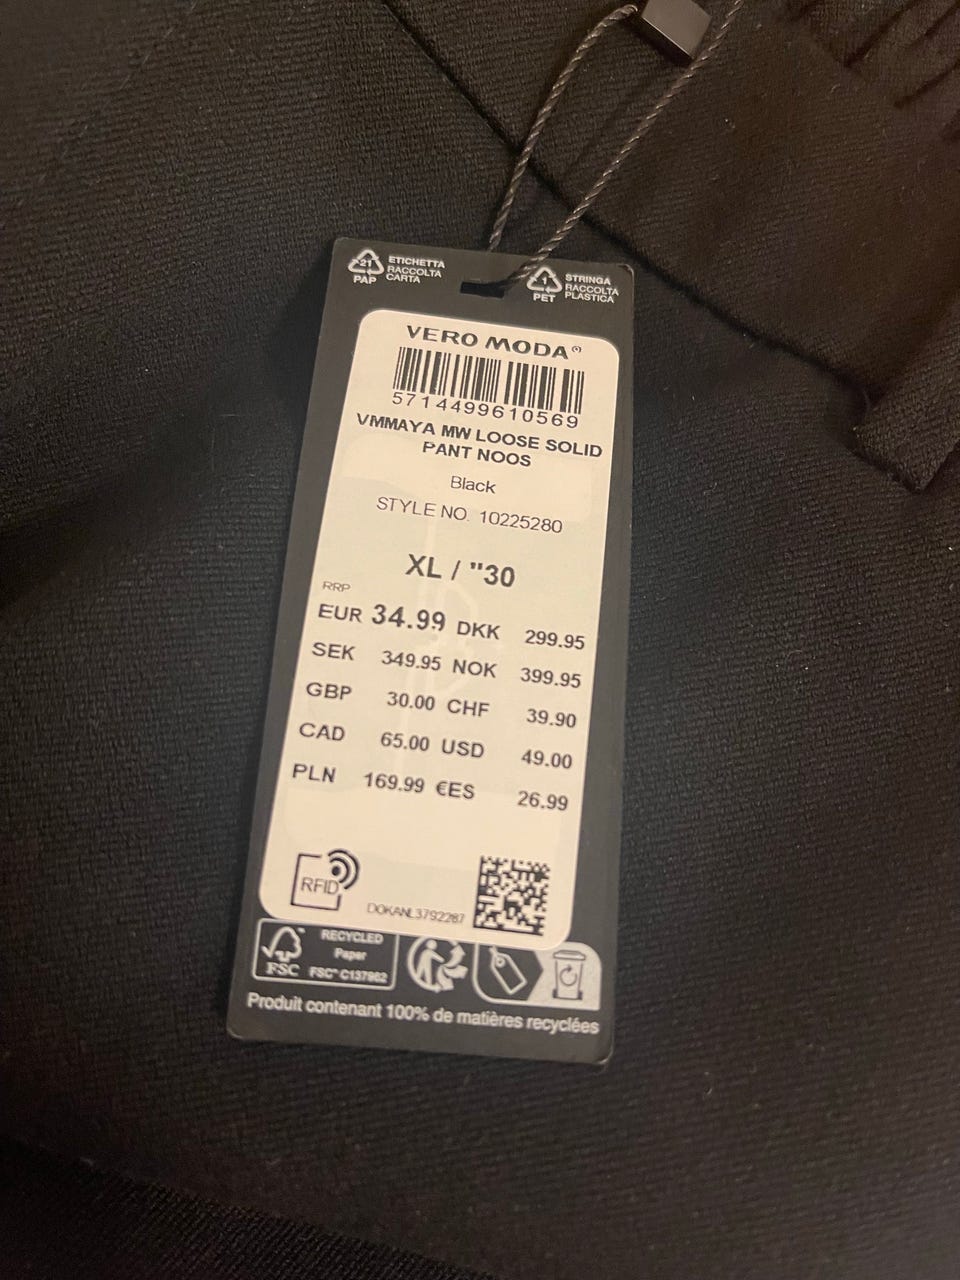 21
PAP
ETICHETTA
RACCOLTA
CARTA
1
PET
STRINGA
RACCOLTA
PLASTICA
VERO MODA®
5714499610569
VMMAYA MW LOOSE SOLID
PANT NOOS
Black
STYLE NO. 10225280
XL / "30
RRP
EUR 34.99 DKK 299.95
SEK 349.95 NOK 399.95
GBP 30.00 CHF 39.90
CAD 65.00 USD 49.00
PLN 169.99 €ES 26.99
RFID
DOKANL3792287
FSC™
RECYCLED
Paper
FSC® C137982
Produit contenant 100% de matières recyclées